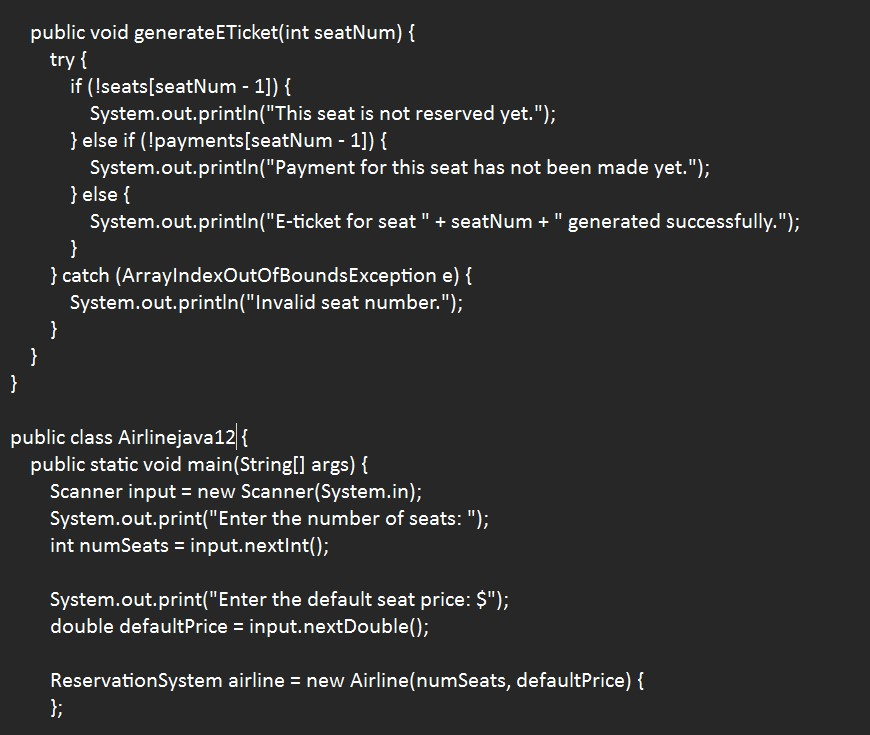 public void generateETicket(int seatNum) {
try {
if (!seats[seatNum - 1]) {
System.out.println("This seat is not reserved yet.");
} else if (!payments[seatNum - 1]) {
System.out.println("Payment for this seat has not been made yet.");
} else {
System.out.println("E-ticket for seat " + seatNum + " generated successfully.");
}
} catch (ArrayIndexOutOfBoundsException e) {
System.out.println("Invalid seat number.");
}
}
}
public class Airlinejava12 {
public static void main(String[] args) {
Scanner input = new Scanner(System.in);
System.out.print("Enter the number of seats: ");
int numSeats = input.nextInt();
System.out.print("Enter the default seat price: $");
double defaultPrice = input.nextDouble();
ReservationSystem airline = new Airline(numSeats, defaultPrice) {
};